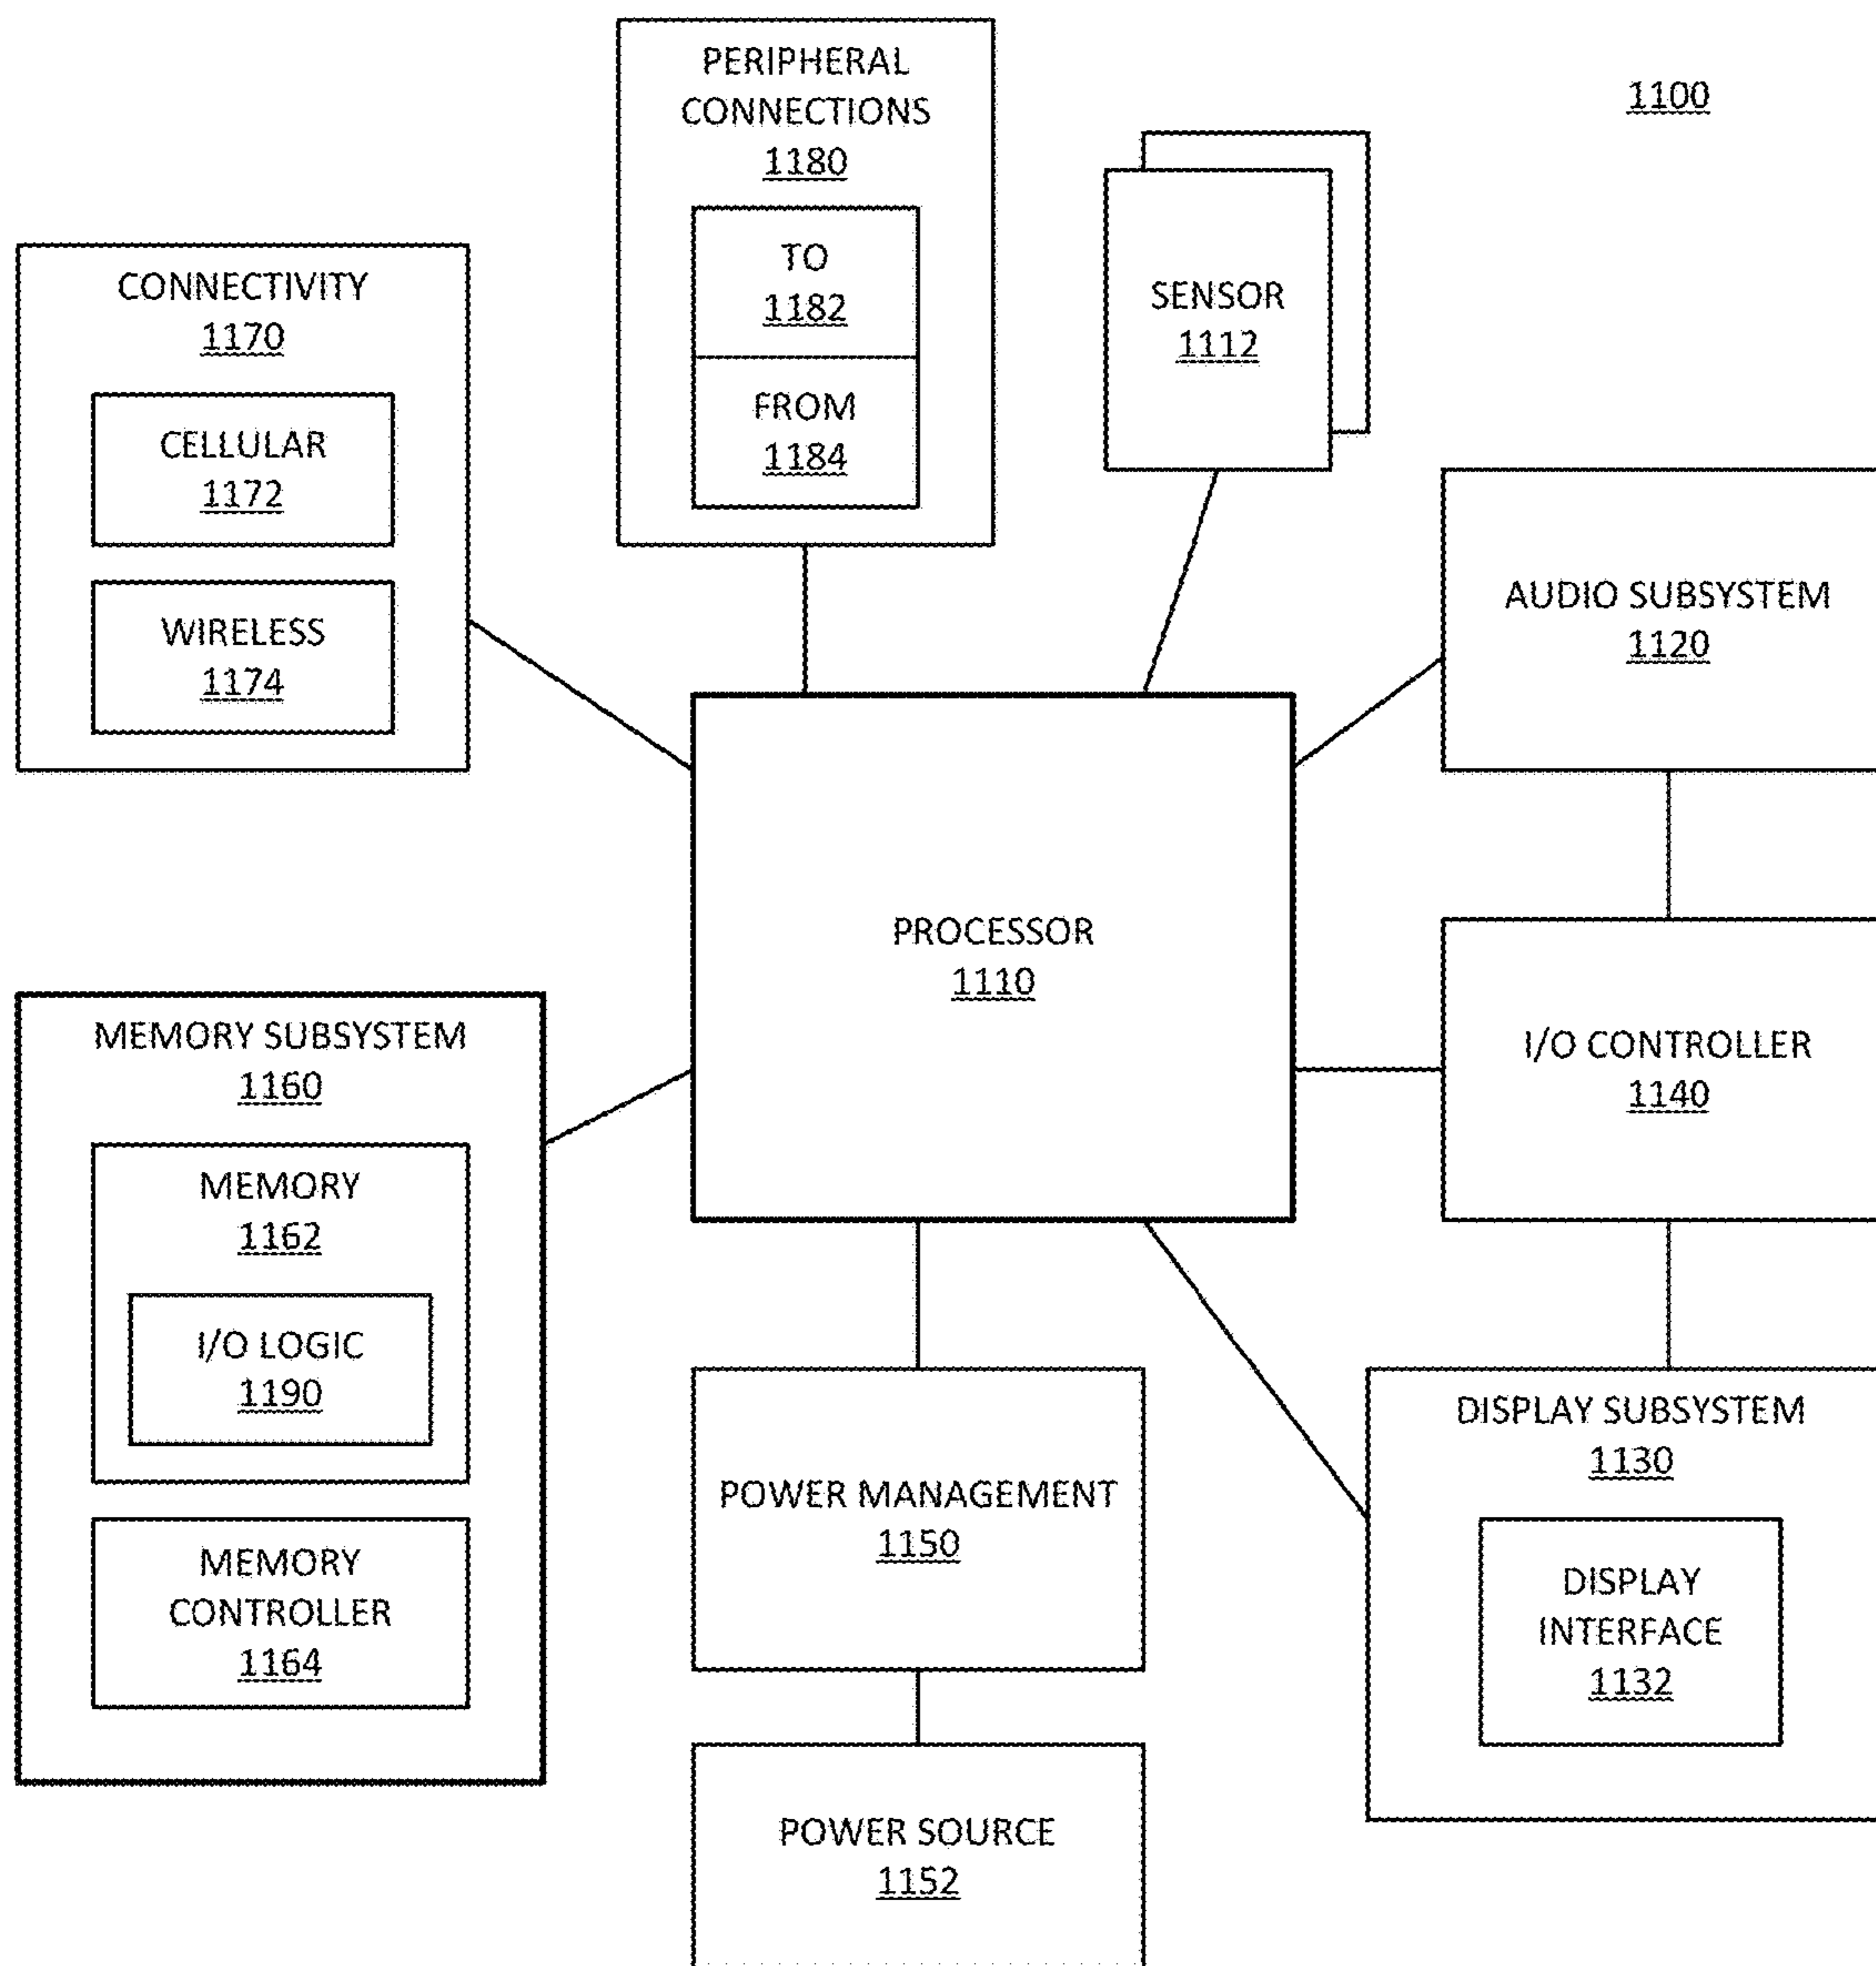 PERIPHERAL
CONNECTIONS
1180
TO
1182
FROM
1184
1100
SENSOR
1112
CONNECTIVITY
1170
CELLULAR
1172
WIRELESS
1174
AUDIO SUBSYSTEM
1120
PROCESSOR
1110
I/O CONTROLLER
1140
MEMORY SUBSYSTEM
1160
MEMORY
1162
I/O LOGIC
1190
MEMORY
CONTROLLER
1164
POWER MANAGEMENT
1150
DISPLAY SUBSYSTEM
1130
DISPLAY
INTERFACE
1132
POWER SOURCE
1152